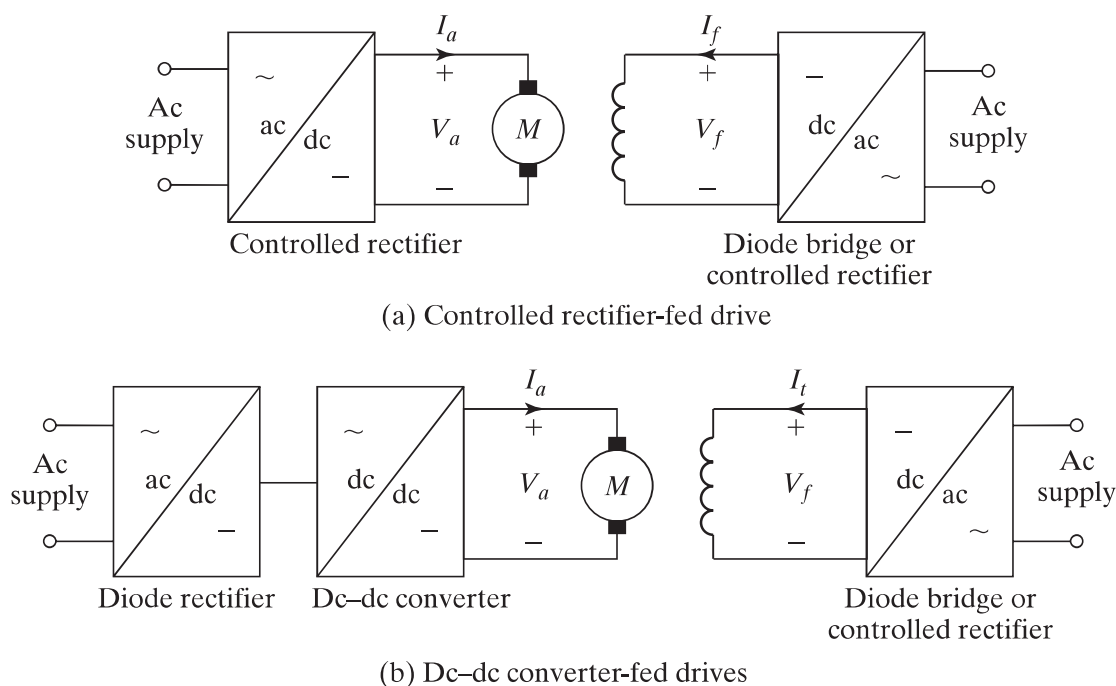 I_a
I_f
Ac
supply
~
ac
dc
–
+
V_a
–
M
+
V_f
–
–
dc
ac
~
Ac
supply
Controlled rectifier
Diode bridge or
controlled rectifier
(a) Controlled rectifier-fed drive
I_a
I_t
Ac
supply
~
ac
dc
–
~
dc
dc
–
+
V_a
–
M
+
V_f
–
–
dc
ac
~
Ac
supply
Diode rectifier
Dc–dc converter
Diode bridge or
controlled rectifier
(b) Dc–dc converter-fed drives